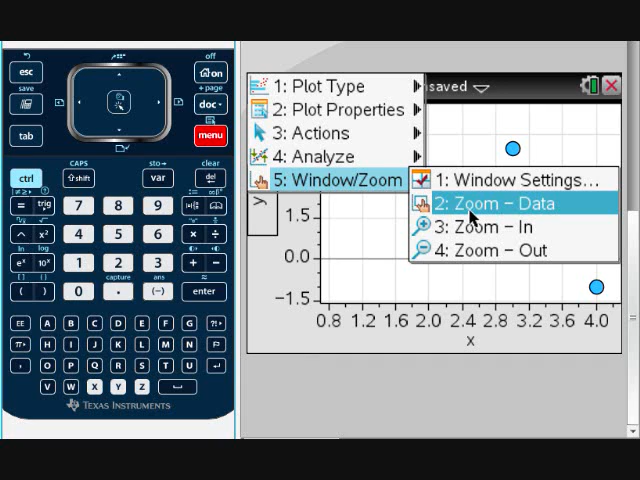 off
esc
on
save
+ page
doc
tab
menu
CAPS
sto→
clear
ctrl
⇧shift
var
del
= trig 7 8 9
^ x² 4 5 6 × ÷
ln log
eˣ 10ˣ 1 2 3 + −
capture ans ≈
( ) 0 . (−) enter
EE A B C D E F G ?!▸
π▸ H I J K L M N
, O P Q R S T U
V W X Y Z
TEXAS INSTRUMENTS
1: Plot Type
2: Plot Properties
3: Actions
4: Analyze
5: Window/Zoom
saved
1: Window Settings...
2: Zoom – Data
3: Zoom – In
4: Zoom – Out
y
1.5
0.0
−1.5
0.8 1.2 1.6 2.0 2.4 2.8 3.2 3.6 4.0
x